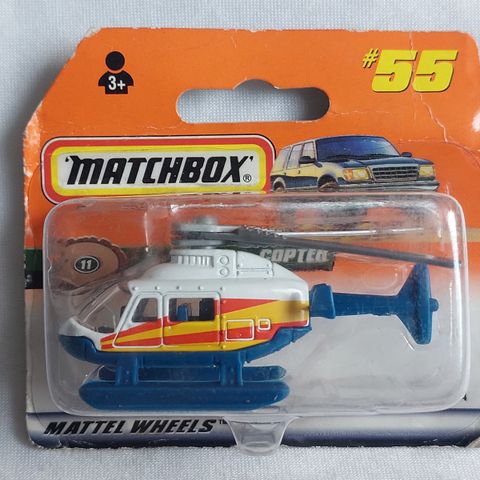 3+
#55
MATCHBOX®
11
COPTER
MATTEL WHEELS™